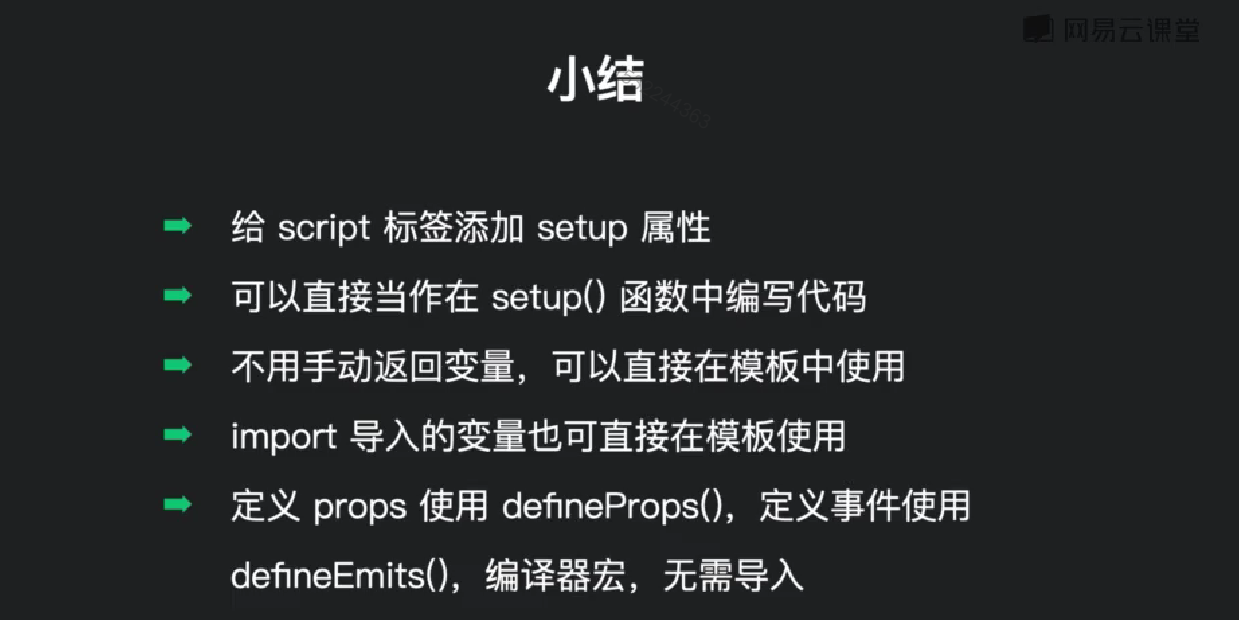 网易云课堂
小结
给 script 标签添加 setup 属性
可以直接当作在 setup() 函数中编写代码
不用手动返回变量，可以直接在模板中使用
import 导入的变量也可直接在模板使用
定义 props 使用 defineProps()，定义事件使用
defineEmits()，编译器宏，无需导入